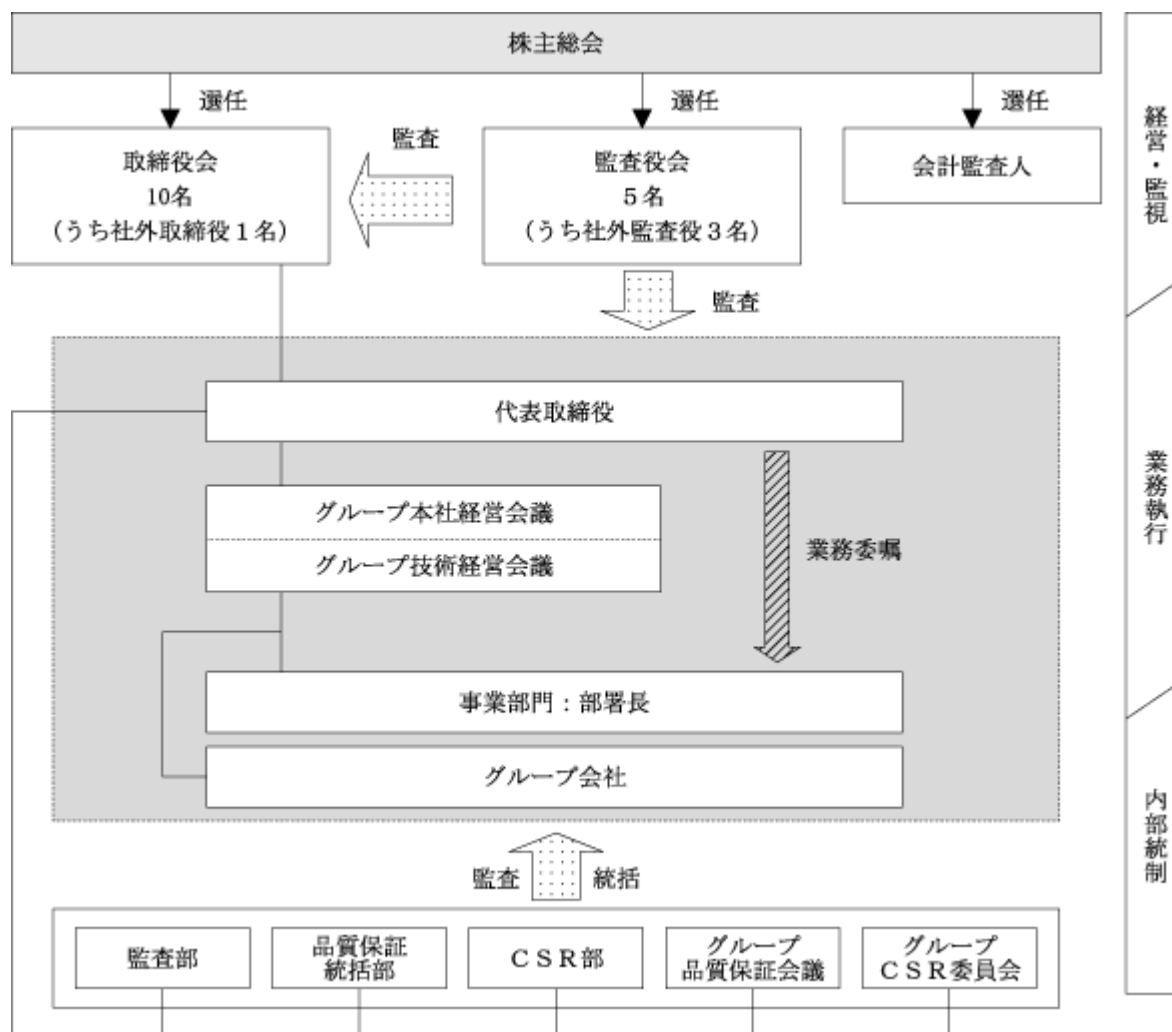 株主総会
選任
選任
選任
取締役会
10名
(うち社外取締役1名)
監査
監査役会
5名
(うち社外監査役3名)
会計監査人
経営・監視
監査
代表取締役
グループ本社経営会議
グループ技術経営会議
業務委嘱
業務執行
事業部門：部署長
グループ会社
内部統制
監査
統括
監査部
品質保証
統括部
CSR部
グループ
品質保証会議
グループ
CSR委員会